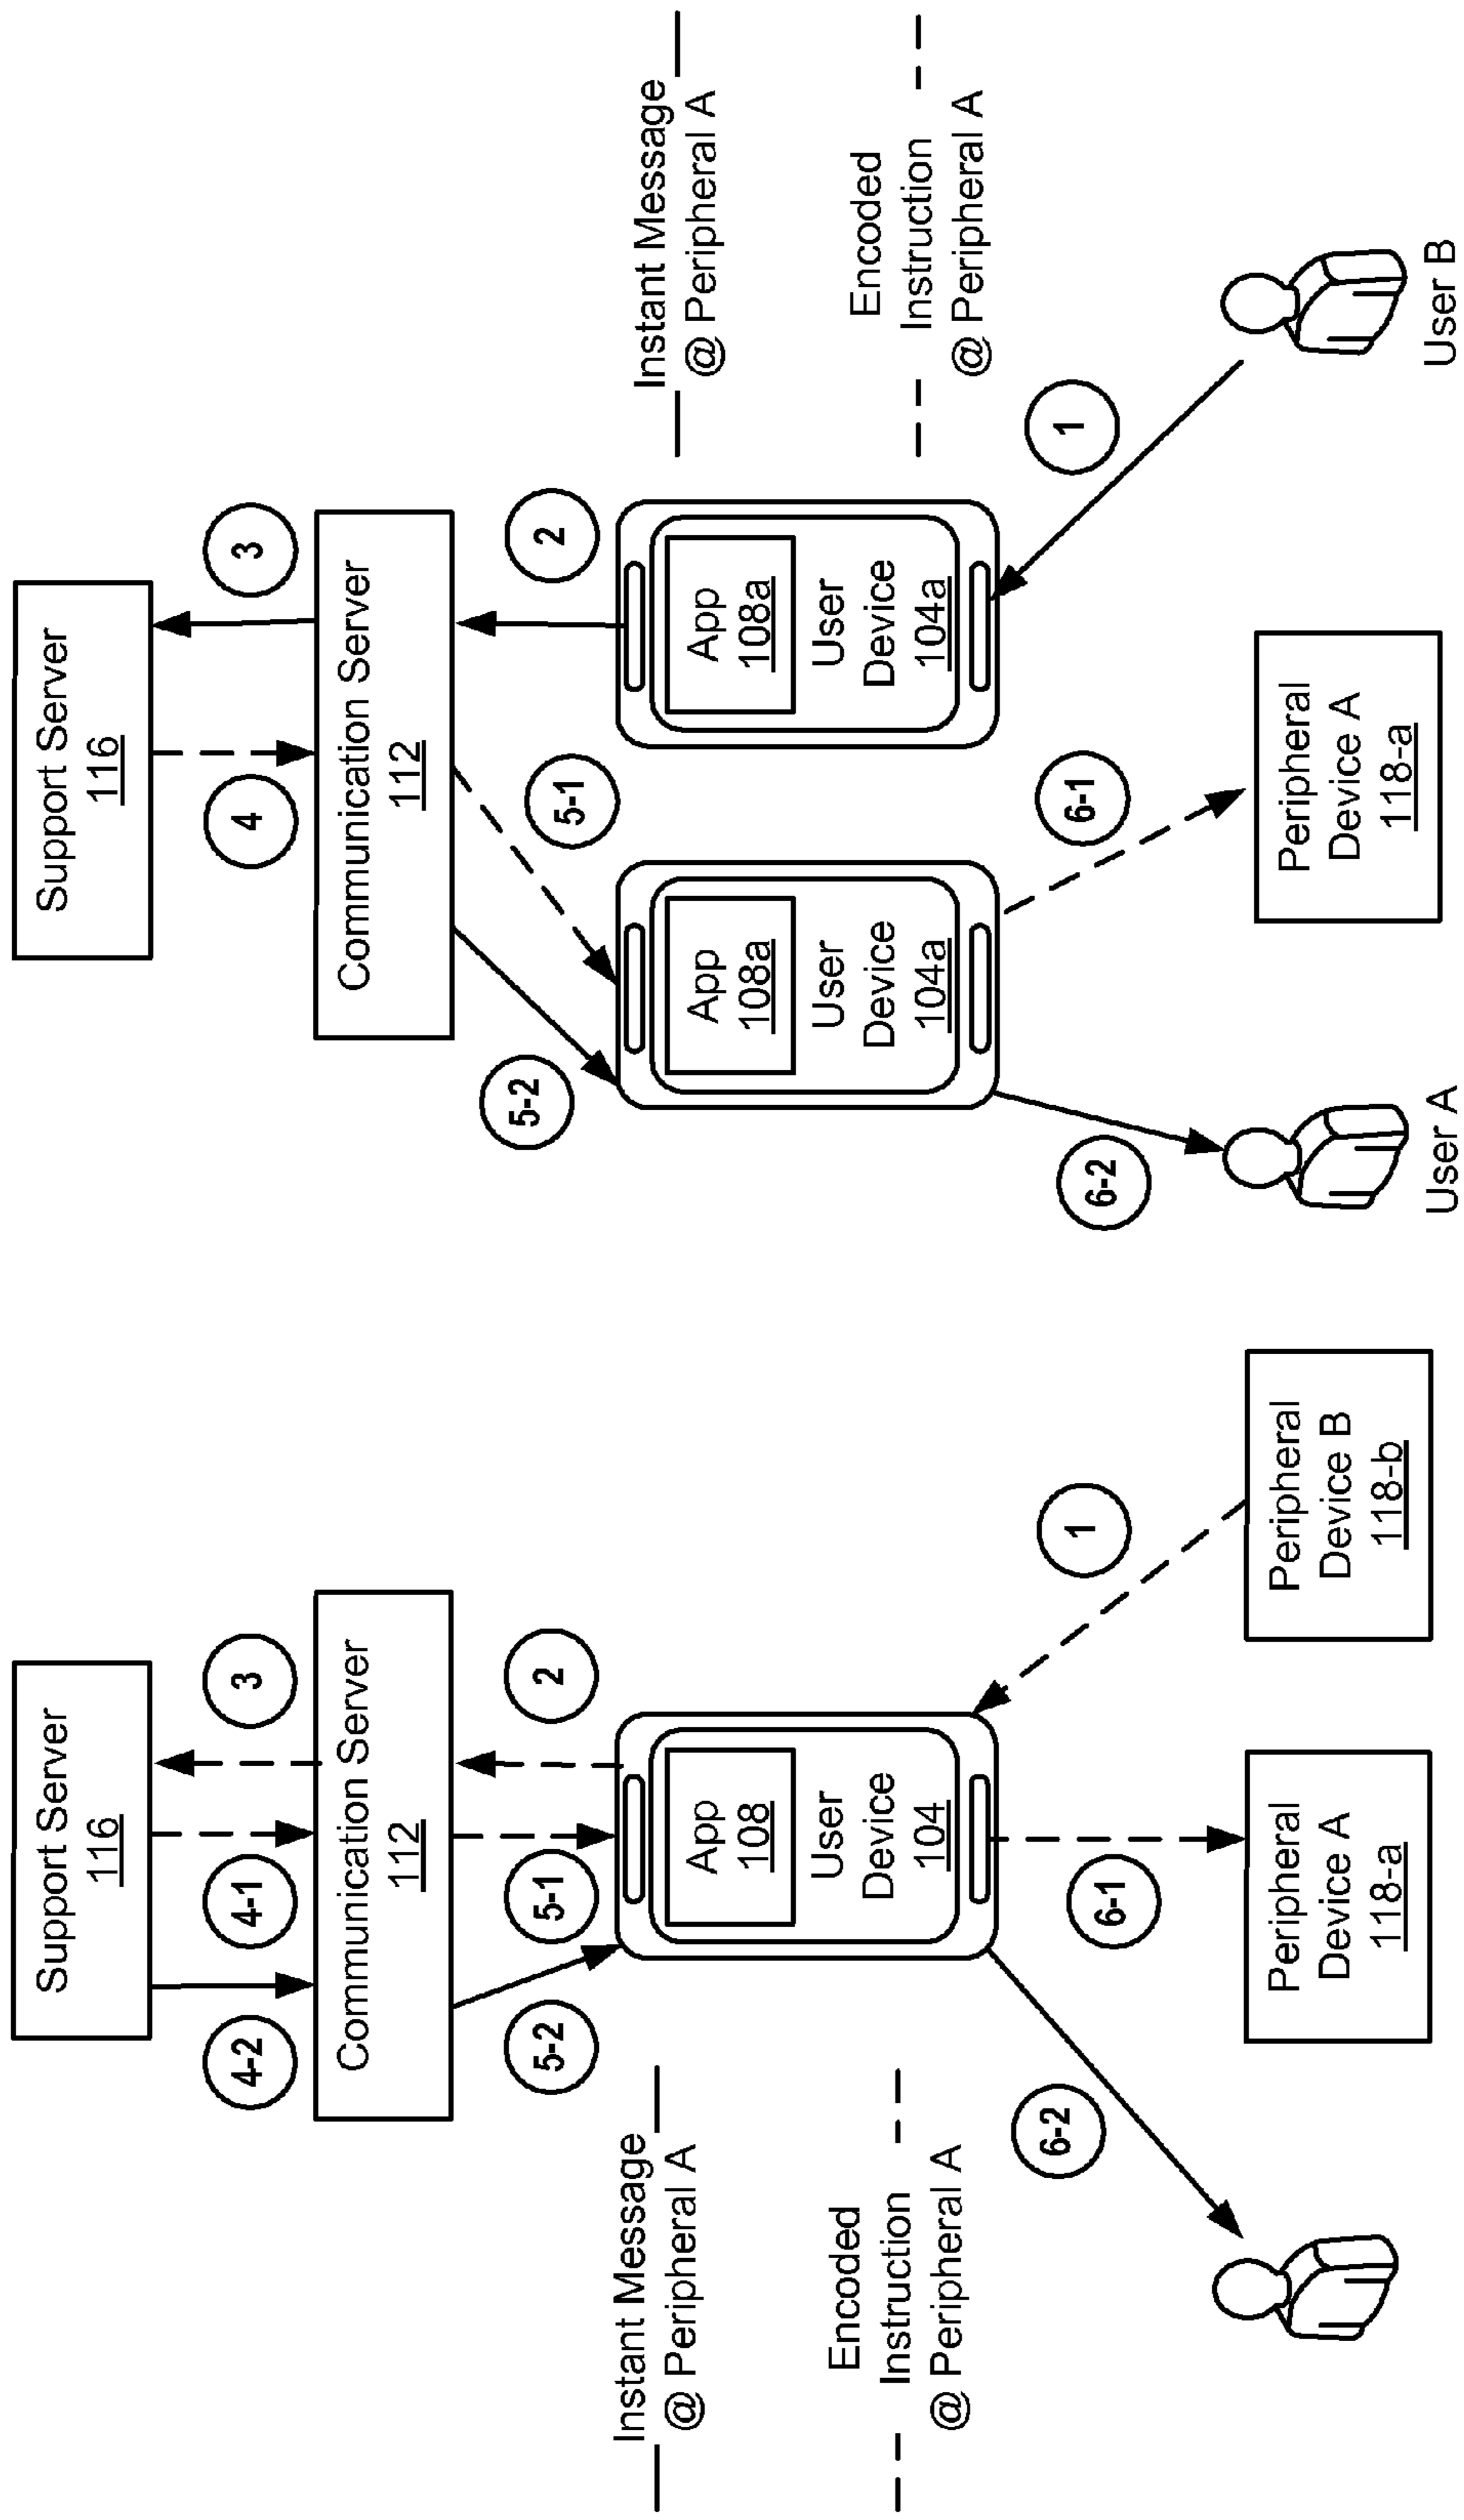 Support Server
116
4-2
4-1
3
Communication Server
112
5-2
5-1
2
Instant Message
@ Peripheral A
Encoded
Instruction
@ Peripheral A
App
108
User
Device
104
6-2
6-1
1
Peripheral
Device A
118-a
Peripheral
Device B
118-b
Support Server
116
4
3
Communication Server
112
5-2
5-1
2
Instant Message
@ Peripheral A
Encoded
Instruction
@ Peripheral A
App
108a
User
Device
104a
App
108a
User
Device
104a
6-2
6-1
1
Peripheral
Device A
118-a
User A
User B